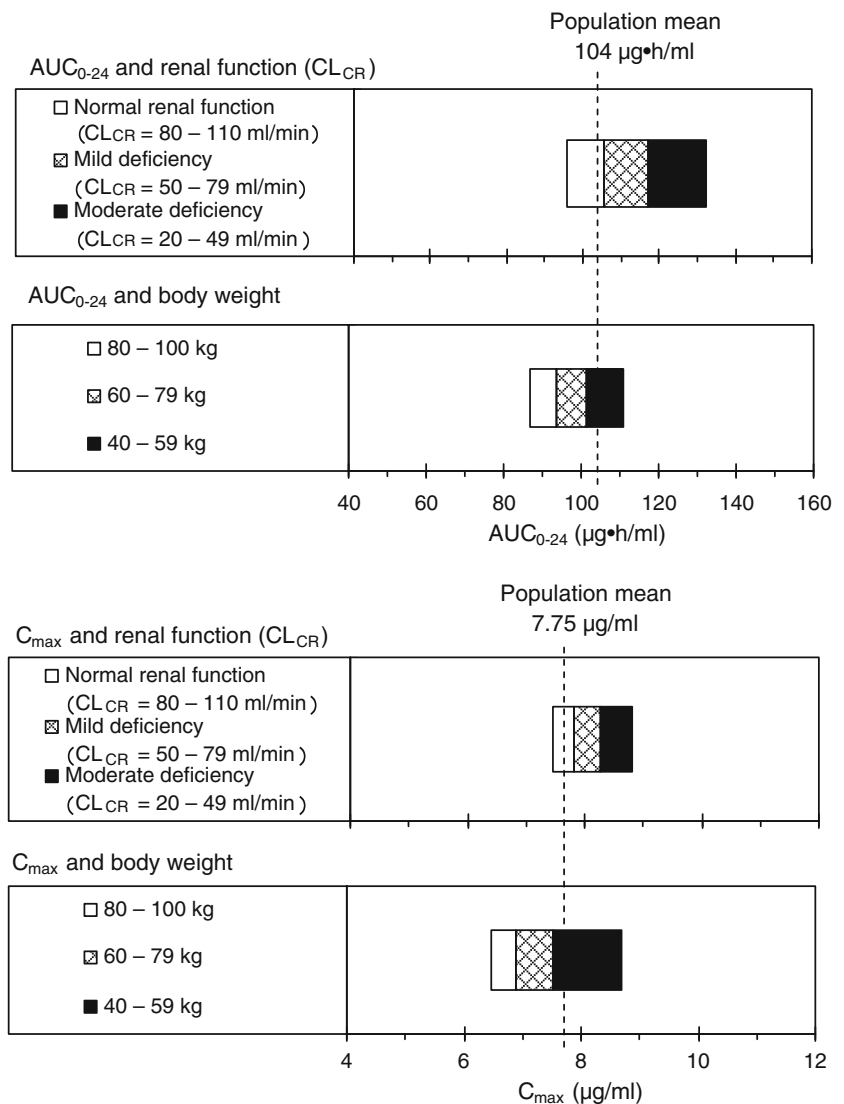 Population mean
104 µg•h/ml
AUC0-24 and renal function (CLCR)
Normal renal function
(CLCR = 80 – 110 ml/min)
Mild deficiency
(CLCR = 50 – 79 ml/min)
Moderate deficiency
(CLCR = 20 – 49 ml/min )
AUC0-24 and body weight
80 – 100 kg
60 – 79 kg
40 – 59 kg
40 60 80 100 120 140 160
AUC0-24 (µg•h/ml)
Population mean
7.75 µg/ml
Cmax and renal function (CLCR)
Normal renal function
(CLCR = 80 – 110 ml/min)
Mild deficiency
(CLCR = 50 – 79 ml/min)
Moderate deficiency
(CLCR = 20 – 49 ml/min )
Cmax and body weight
80 – 100 kg
60 – 79 kg
40 – 59 kg
4 6 8 10 12
Cmax (µg/ml)